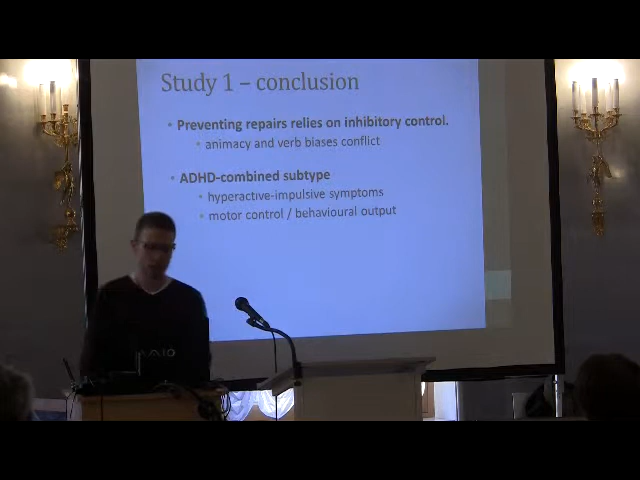 Study 1 – conclusion
• Preventing repairs relies on inhibitory control.
• animacy and verb biases conflict
• ADHD-combined subtype
• hyperactive-impulsive symptoms
• motor control / behavioural output
VAIO